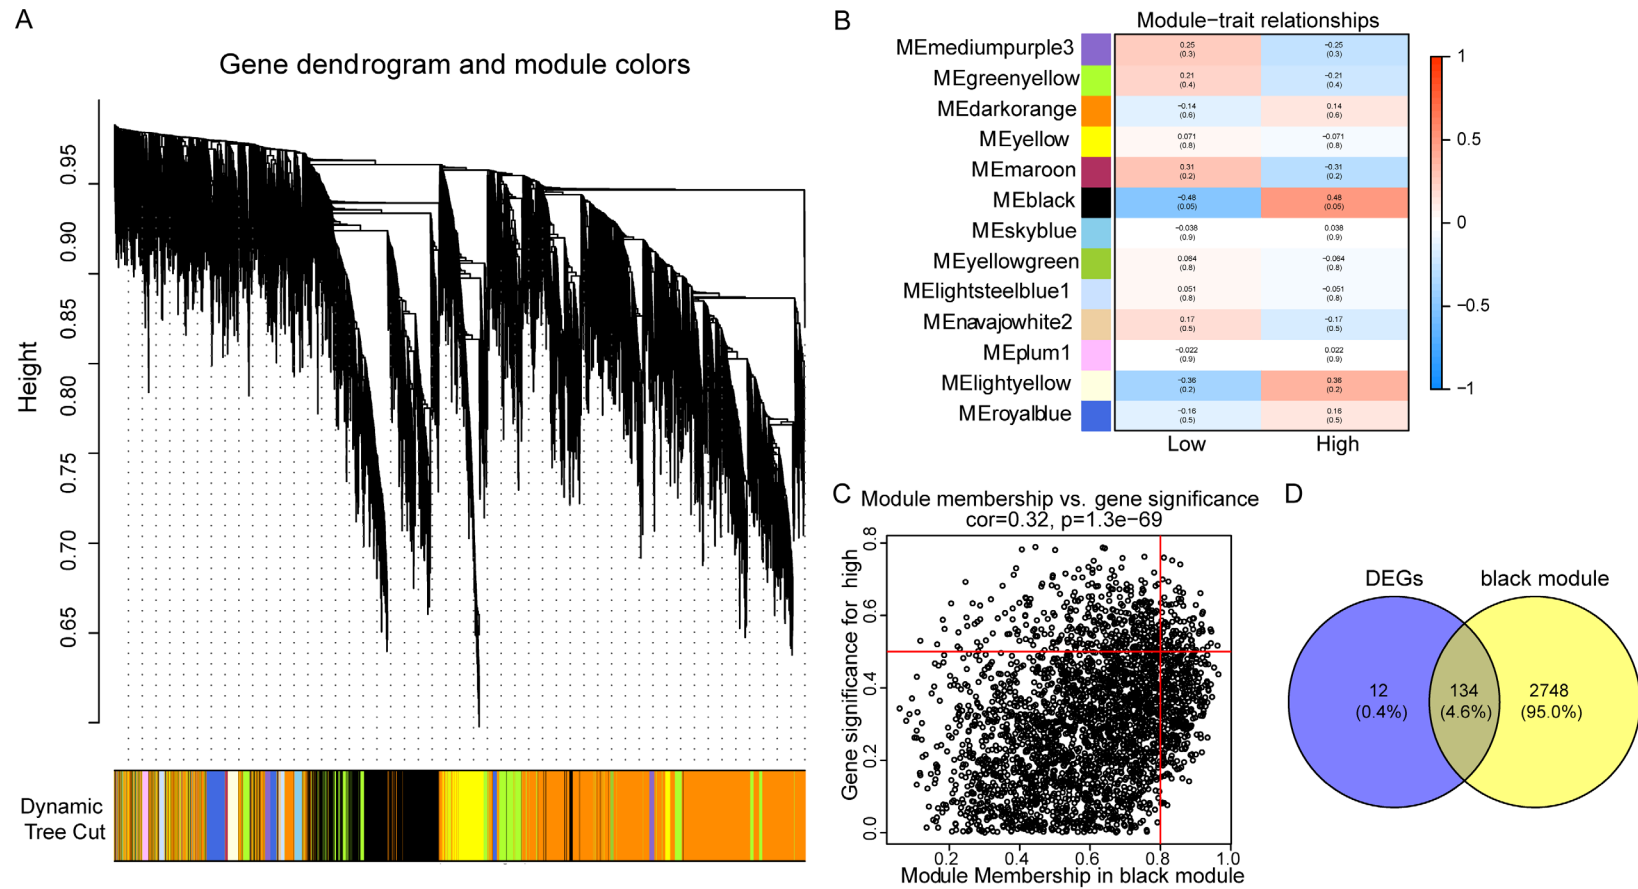 A
Gene dendrogram and module colors
Height
0.95
0.90
0.85
0.80
0.75
0.70
0.65
Dynamic
Tree Cut
B
Module−trait relationships
MEmediumpurple3
0.25
(0.3)
−0.25
(0.3)
MEgreenyellow
0.21
(0.4)
−0.21
(0.4)
MEdarkorange
−0.14
(0.6)
0.14
(0.6)
MEyellow
0.071
(0.8)
−0.071
(0.8)
MEmaroon
0.31
(0.2)
−0.31
(0.2)
MEblack
−0.48
(0.05)
0.48
(0.05)
MEskyblue
−0.038
(0.9)
0.038
(0.9)
MEyellowgreen
0.064
(0.8)
−0.064
(0.8)
MElightsteelblue1
0.051
(0.8)
−0.051
(0.8)
MEnavajowhite2
0.17
(0.5)
−0.17
(0.5)
MEplum1
−0.022
(0.9)
0.022
(0.9)
MElightyellow
−0.36
(0.2)
0.36
(0.2)
MEroyalblue
−0.16
(0.5)
0.16
(0.5)
Low
High
1
0.5
0
−0.5
−1
C
Module membership vs. gene significance
cor=0.32, p=1.3e−69
Gene significance for high
0.8
0.6
0.4
0.2
0.0
0.2
0.4
0.6
0.8
1.0
Module Membership in black module
D
DEGs
black module
12
(0.4%)
134
(4.6%)
2748
(95.0%)